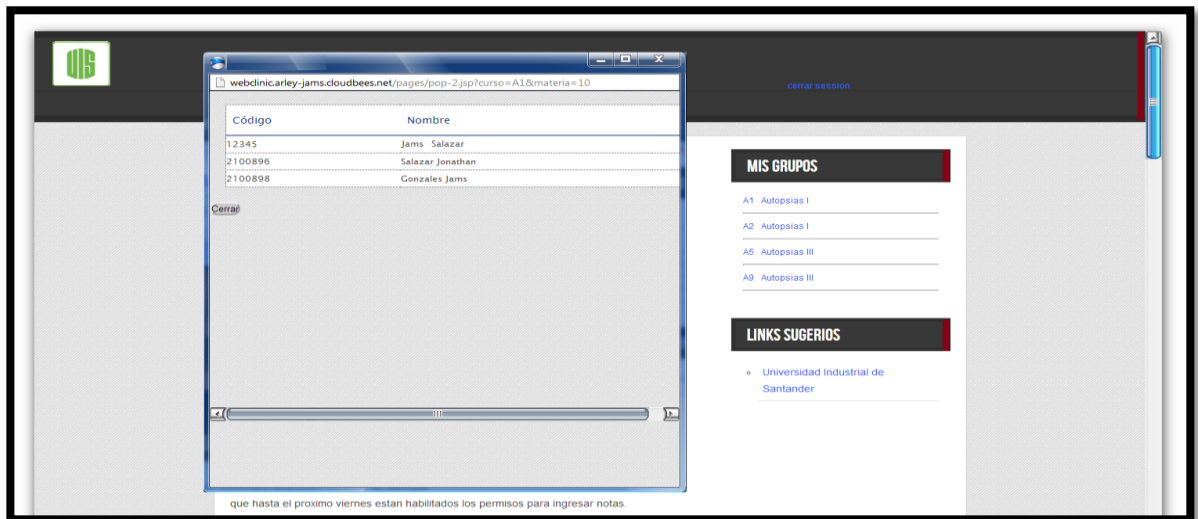 UIS
webclinic.arley-jams.cloudbees.net/pages/pop-2.jsp?curso=A1&materia=10
cerrar session
Código Nombre
12345 Jams Salazar
2100896 Salazar Jonathan
2100898 Gonzales Jams
Cerrar
MIS GRUPOS
A1 Autopsias I
A2 Autopsias I
A5 Autopsias III
A9 Autopsias III
LINKS SUGERIOS
Universidad Industrial de
Santander
que hasta el proximo viernes estan habilitados los permisos para ingresar notas.